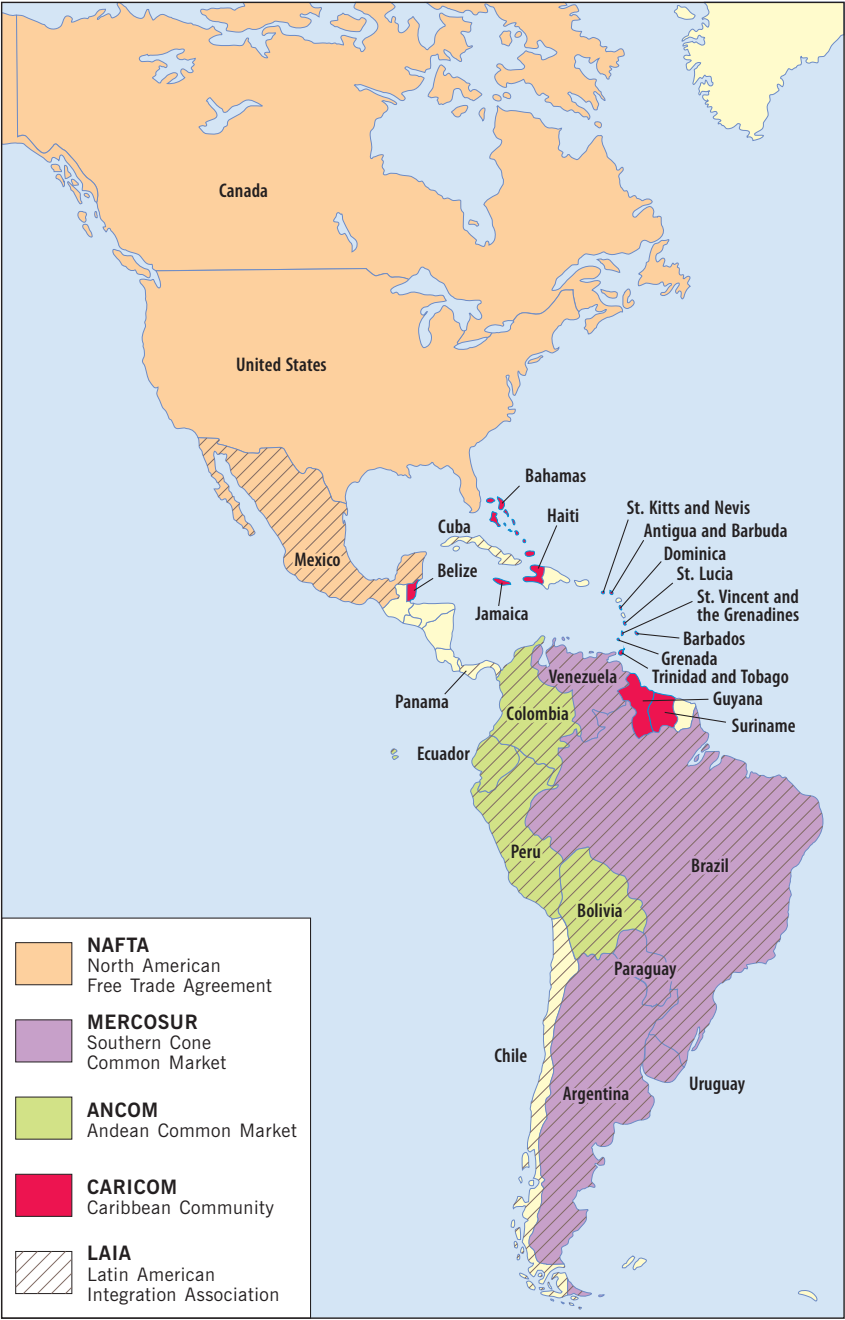 Canada
United States
Bahamas
St. Kitts and Nevis
Haiti
Cuba
Antigua and Barbuda
Dominica
Mexico
Belize
St. Lucia
St. Vincent and
the Grenadines
Jamaica
Barbados
Grenada
Venezuela
Trinidad and Tobago
Panama
Guyana
Colombia
Suriname
Ecuador
Peru
Brazil
Bolivia
Paraguay
Chile
Uruguay
Argentina
NAFTA
North American
Free Trade Agreement
MERCOSUR
Southern Cone
Common Market
ANCOM
Andean Common Market
CARICOM
Caribbean Community
LAIA
Latin American
Integration Association